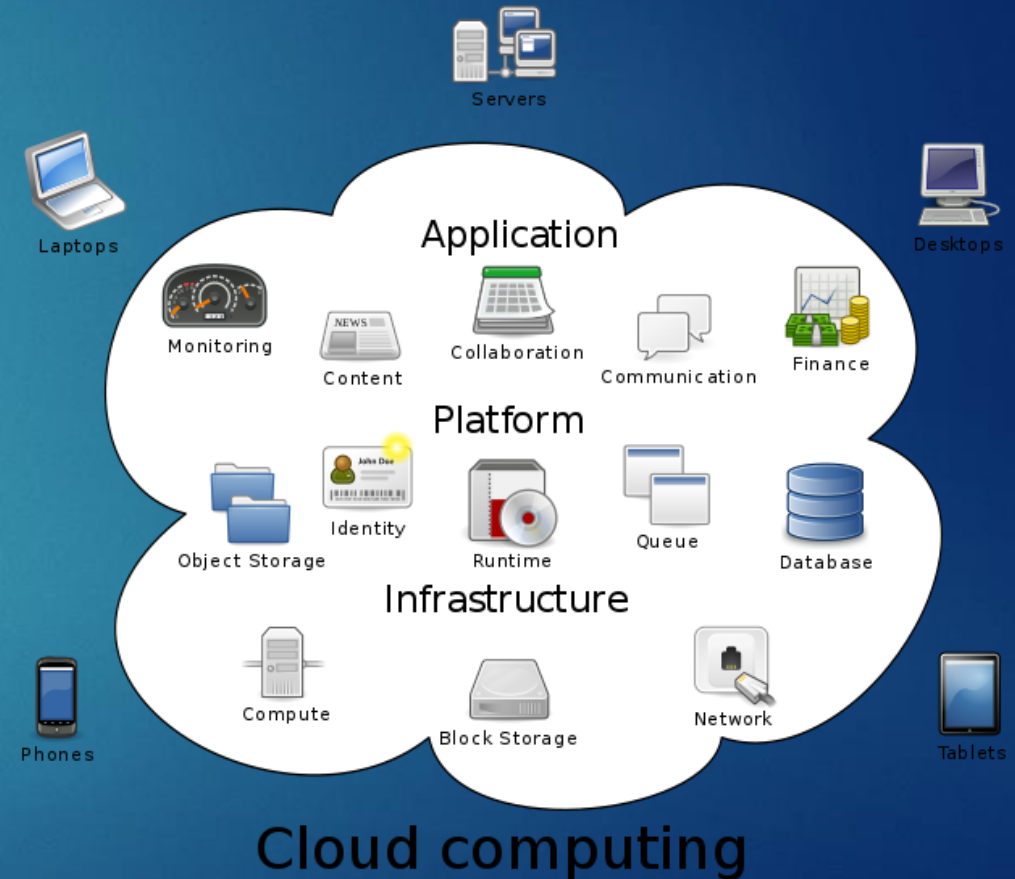 Servers
Laptops
Desktops
Application
Monitoring
NEWS
Content
Collaboration
Communication
Finance
Platform
Object Storage
John Doe
Identity
Runtime
Queue
Database
Infrastructure
Compute
Block Storage
Network
Phones
Tablets
Cloud computing